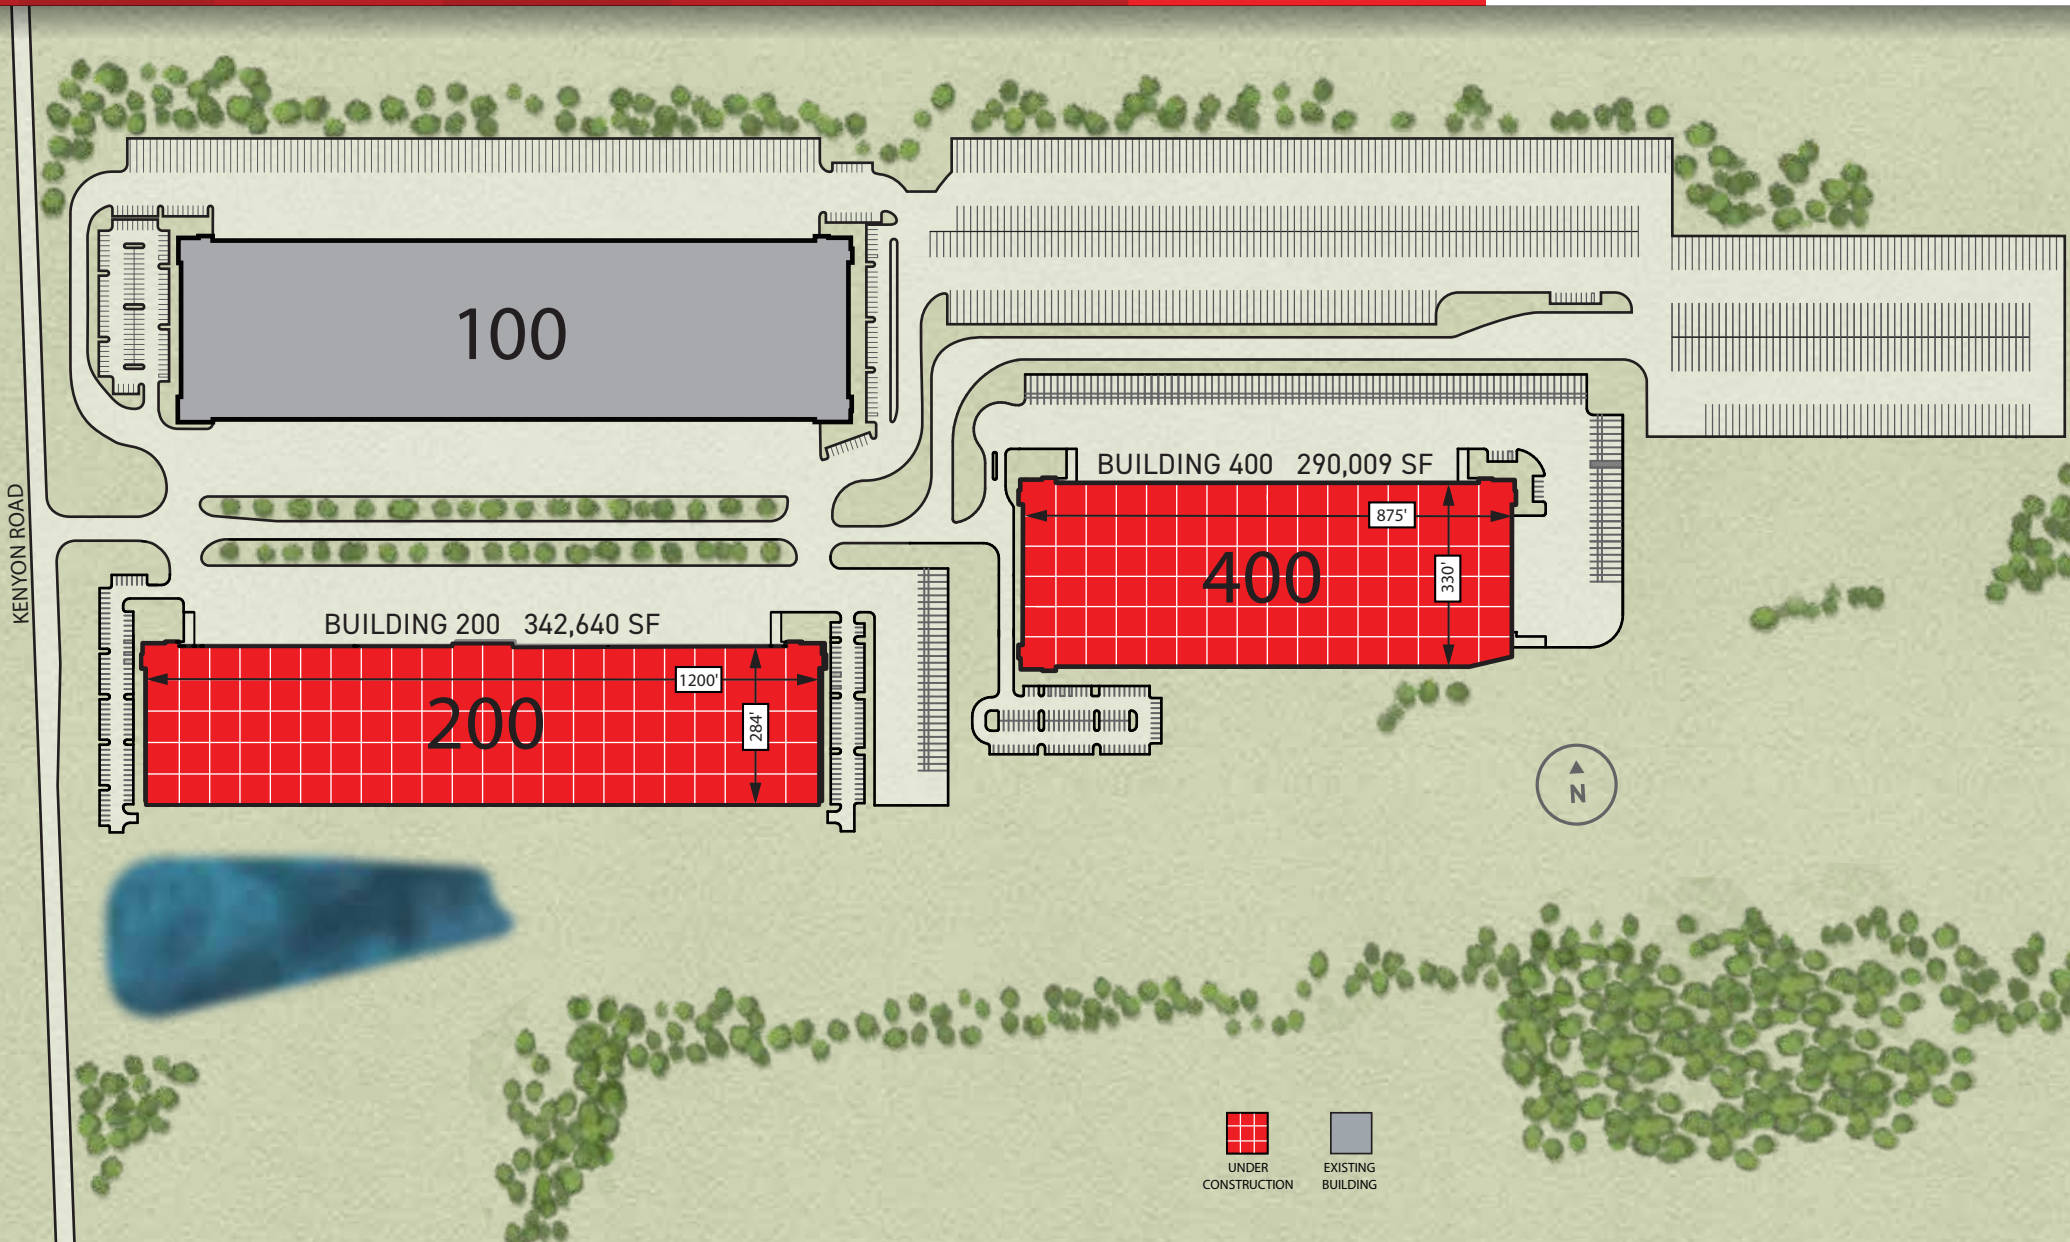 100
BUILDING 400 290,009 SF
875'
400
330'
KENYON ROAD
BUILDING 200 342,640 SF
1200'
200
284'
N
UNDER
CONSTRUCTION
EXISTING
BUILDING